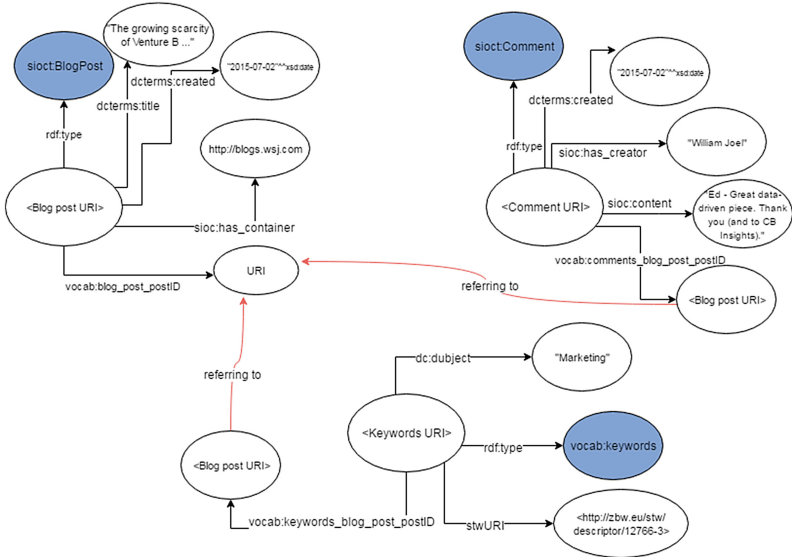 "The growing scarcity
of Venture B ..."
sioct:BlogPost
dcterms:created
"2015-07-02"^^xsd:date
dcterms:title
rdf:type
http://blogs.wsj.com
<Blog post URI>
sioc:has_container
URI
vocab:blog_post_postID
sioct:Comment
"2015-07-02"^^xsd:date
dcterms:created
rdf:type
"William Joel"
sioc:has_creator
<Comment URI>
sioc:content
"Ed - Great data-
driven piece. Thank
you (and to CB
Insights)."
vocab:comments_blog_post_postID
<Blog post URI>
referring to
referring to
dc:dubject
"Marketing"
<Keywords URI>
rdf:type
vocab:keywords
<Blog post URI>
vocab:keywords_blog_post_postID
stwURI
<http://zbw.eu/stw/
descriptor/12766-3>